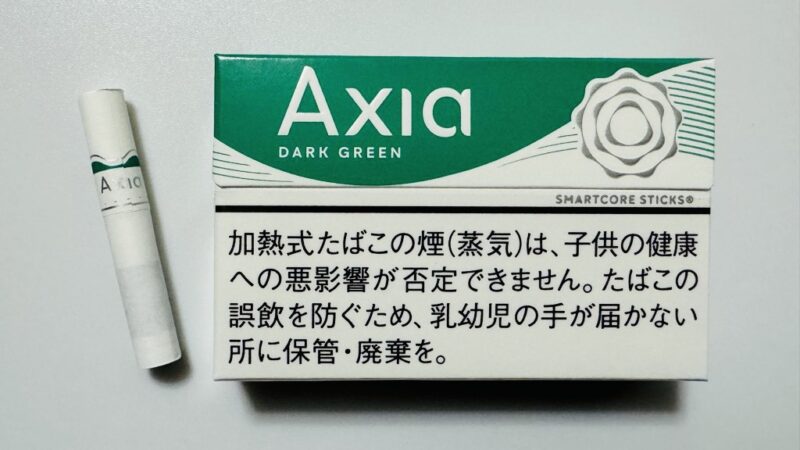 Axia
DARK GREEN
SMARTCORE STICKS®
加熱式たばこの煙(蒸気)は、子供の健康
への悪影響が否定できません。たばこの
誤飲を防ぐため、乳幼児の手が届かない
所に保管・廃棄を。
Axia